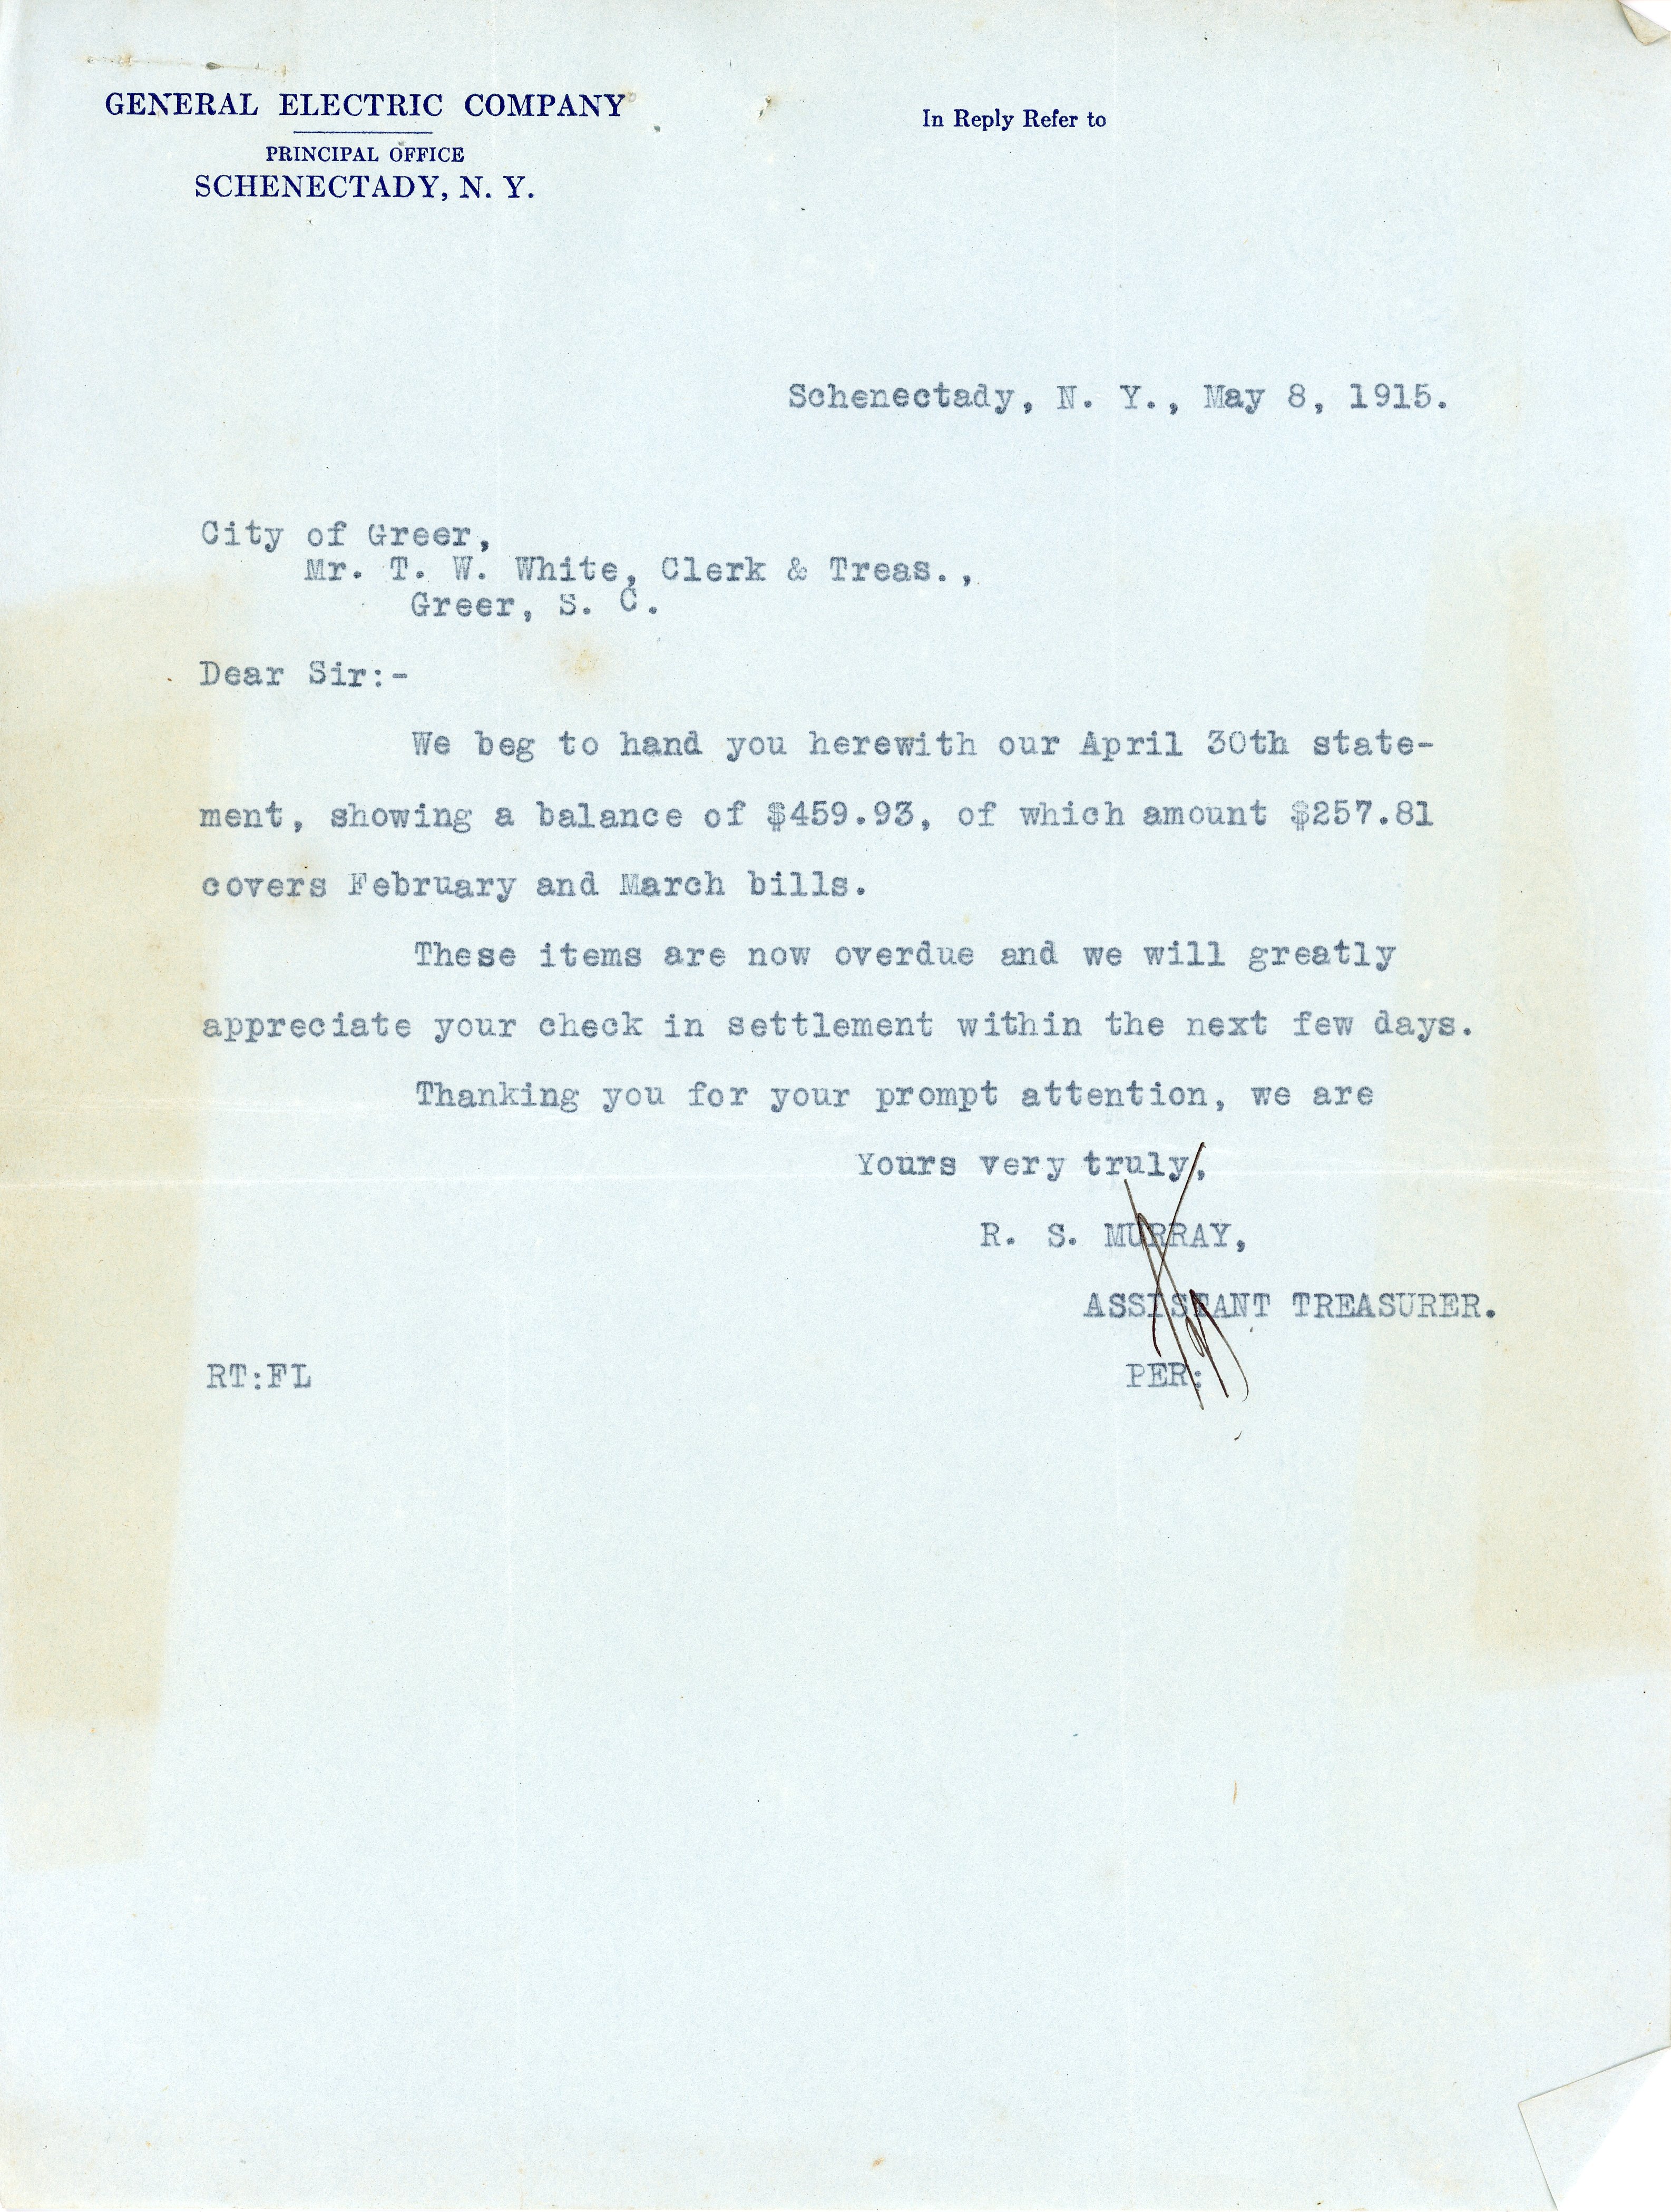 GENERAL ELECTRIC COMPANY
PRINCIPAL OFFICE
SCHENECTADY, N. Y.
In Reply Refer to
Schenectady, N. Y., May 8, 1915.
City of Greer,
Mr. T. W. White, Clerk & Treas.,
Greer, S. C.
Dear Sir:-
We beg to hand you herewith our April 30th state-
ment, showing a balance of $459.93, of which amount $257.81
covers February and March bills.
These items are now overdue and we will greatly
appreciate your check in settlement within the next few days.
Thanking you for your prompt attention, we are
Yours very truly,
R. S. MURRAY,
ASSISTANT TREASURER.
RT:FL
PER: